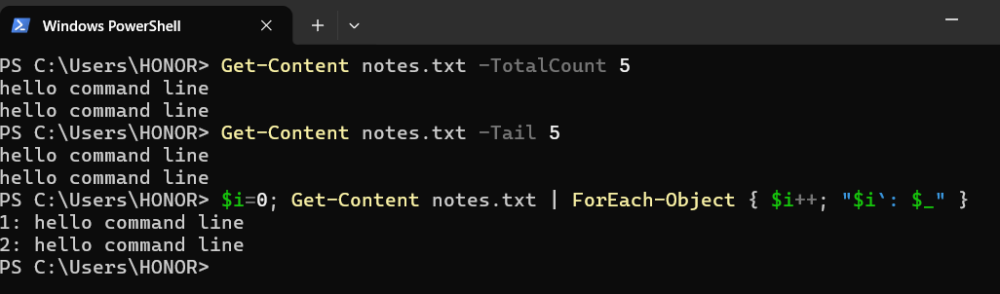 Windows PowerShell
PS C:\Users\HONOR> Get-Content notes.txt -TotalCount 5
hello command line
hello command line
PS C:\Users\HONOR> Get-Content notes.txt -Tail 5
hello command line
hello command line
PS C:\Users\HONOR> $i=0; Get-Content notes.txt | ForEach-Object { $i++; "$i`: $_" }
1: hello command line
2: hello command line
PS C:\Users\HONOR>